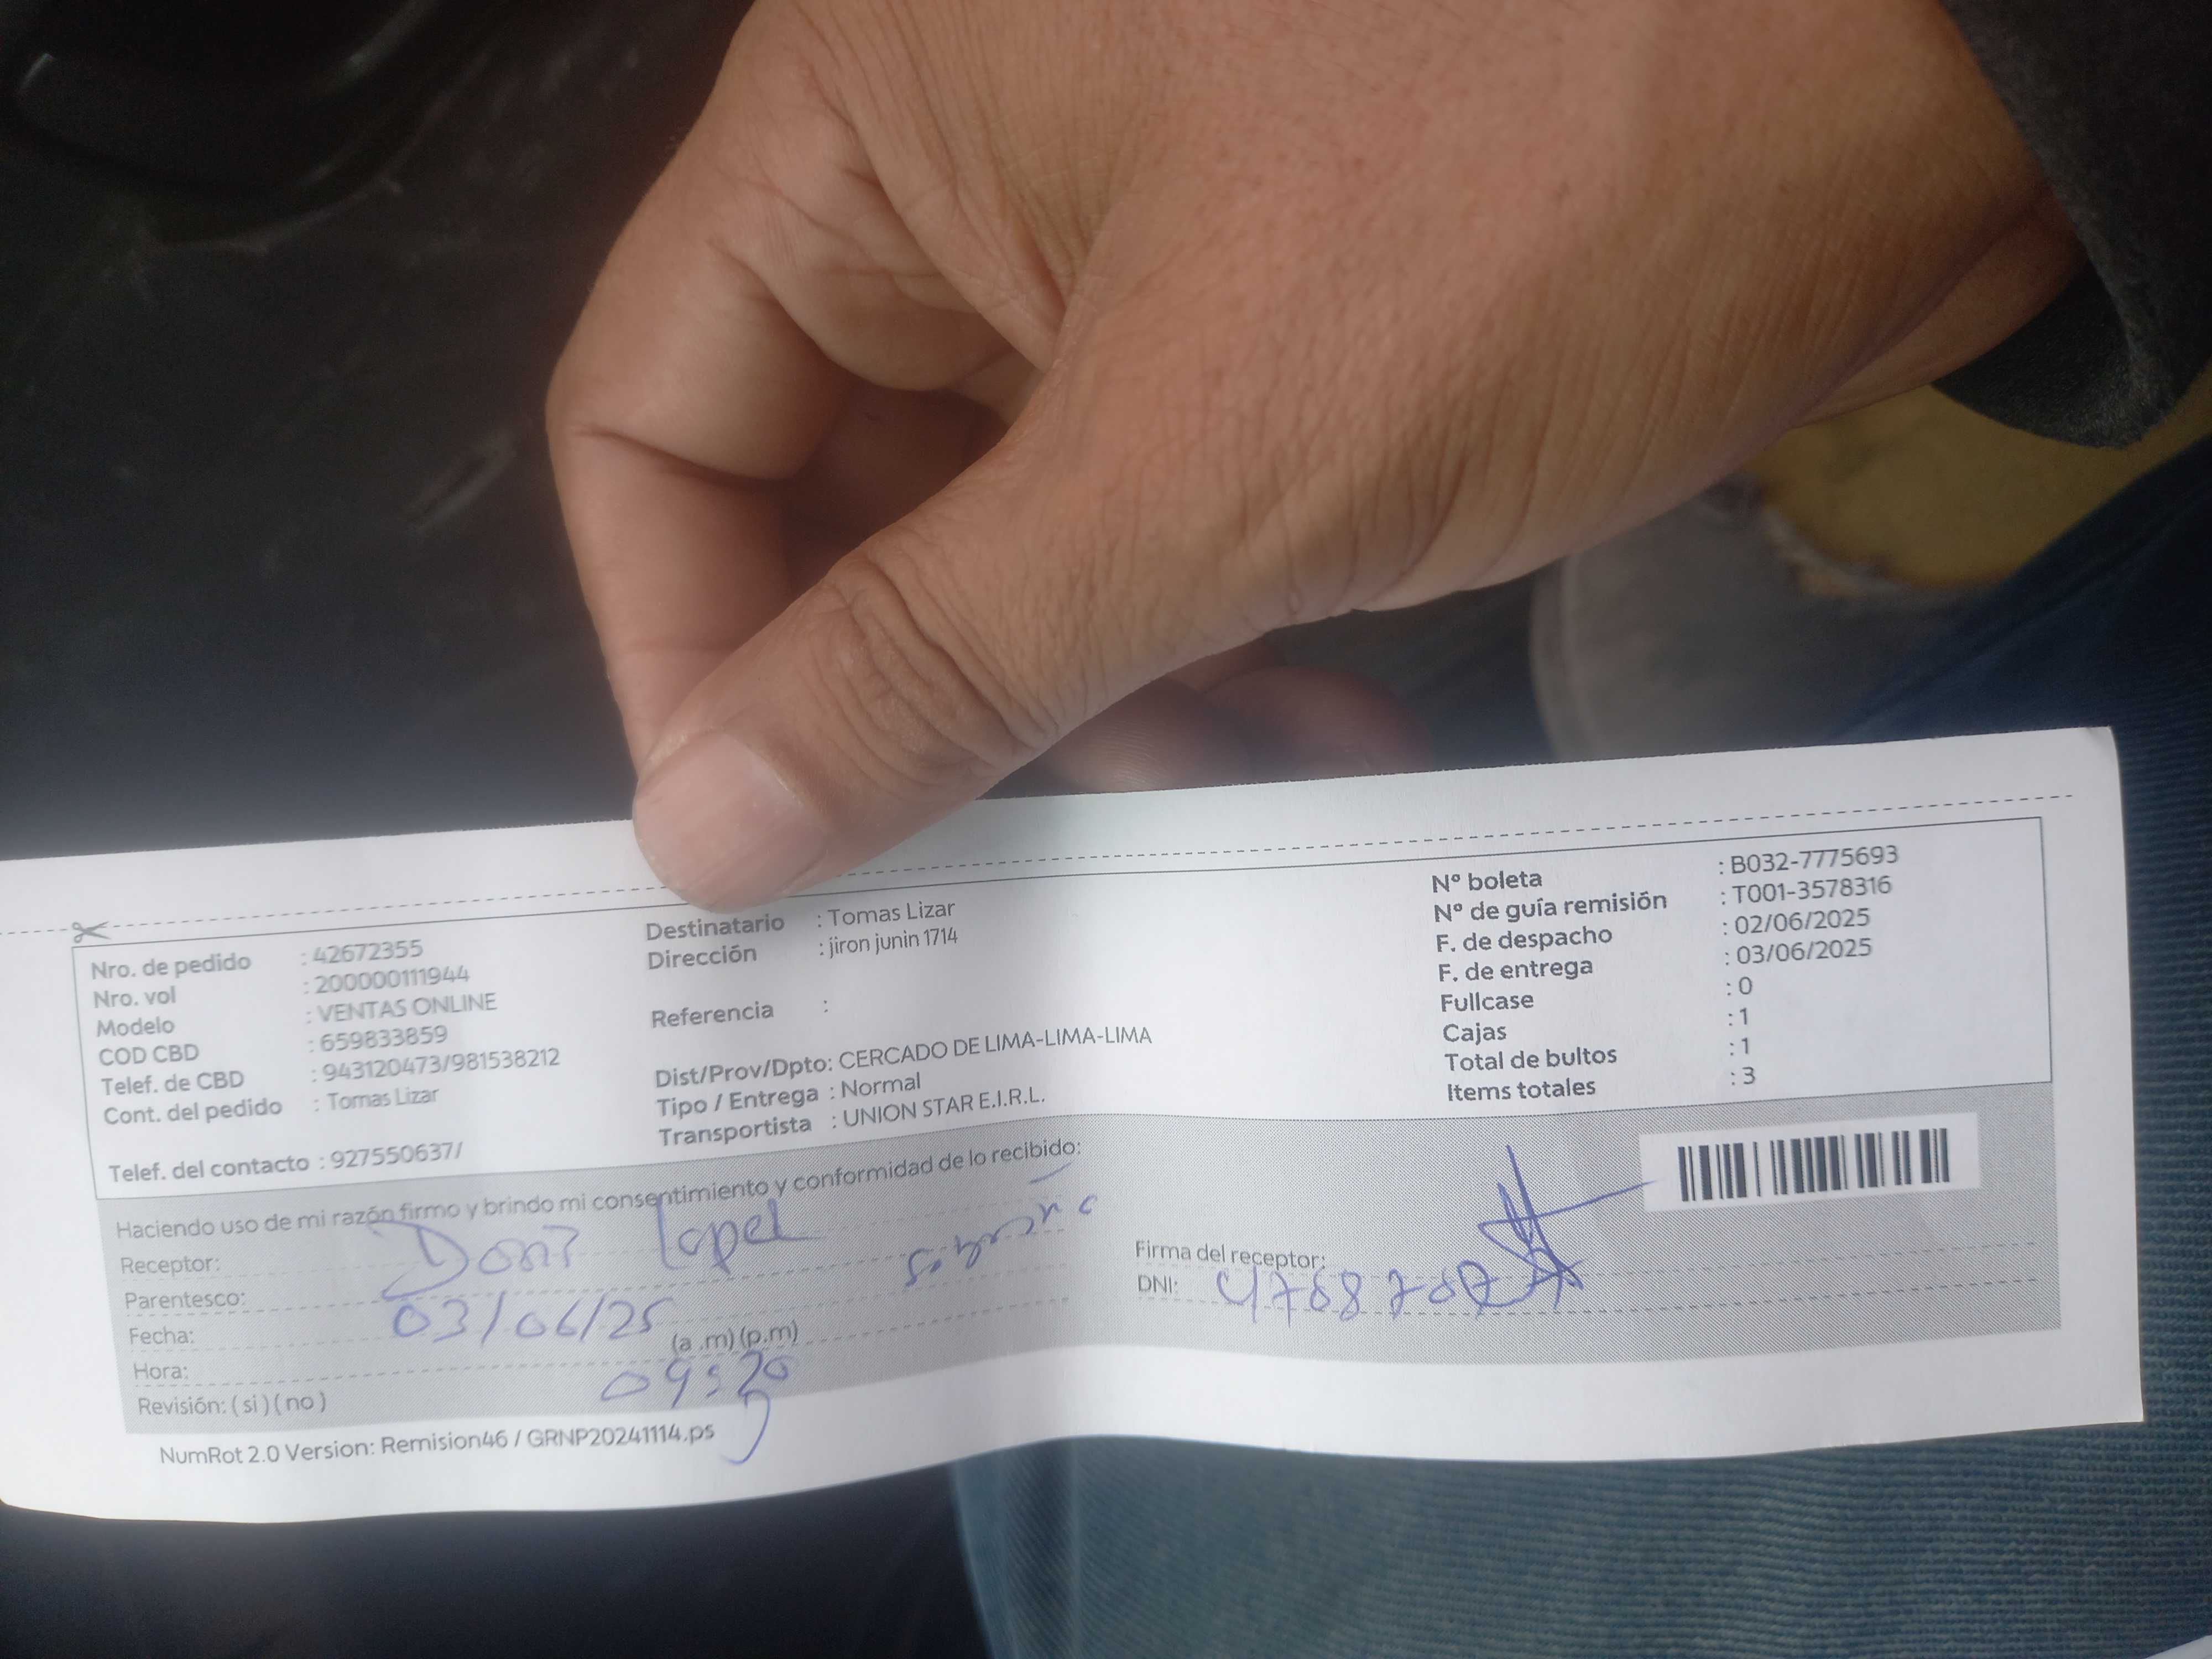 Nro. de pedido : 42672355
Nro. vol : 200000111944
Modelo : VENTAS ONLINE
COD CBD : 659833859
Telef. de CBD : 943120473/981538212
Cont. del pedido : Tomas Lizar
Telef. del contacto : 927550637/
Destinatario : Tomas Lizar
Dirección : jiron junin 1714
Referencia :
Dist/Prov/Dpto: CERCADO DE LIMA-LIMA-LIMA
Tipo / Entrega : Normal
Transportista : UNION STAR E.I.R.L.
Nº boleta : B032-7775693
Nº de guía remisión : T001-3578316
F. de despacho : 02/06/2025
F. de entrega : 03/06/2025
Fullcase : 0
Cajas : 1
Total de bultos : 1
Items totales : 3
Haciendo uso de mi razón firmo y brindo mi consentimiento y conformidad de lo recibido:
Receptor:
Parentesco:
Fecha: 03/06/25
Hora: (a .m) (p.m)
Revisión: ( si ) ( no )
Firma del receptor:
DNI:
NumRot 2.0 Version: Remision46 / GRNP20241114.ps